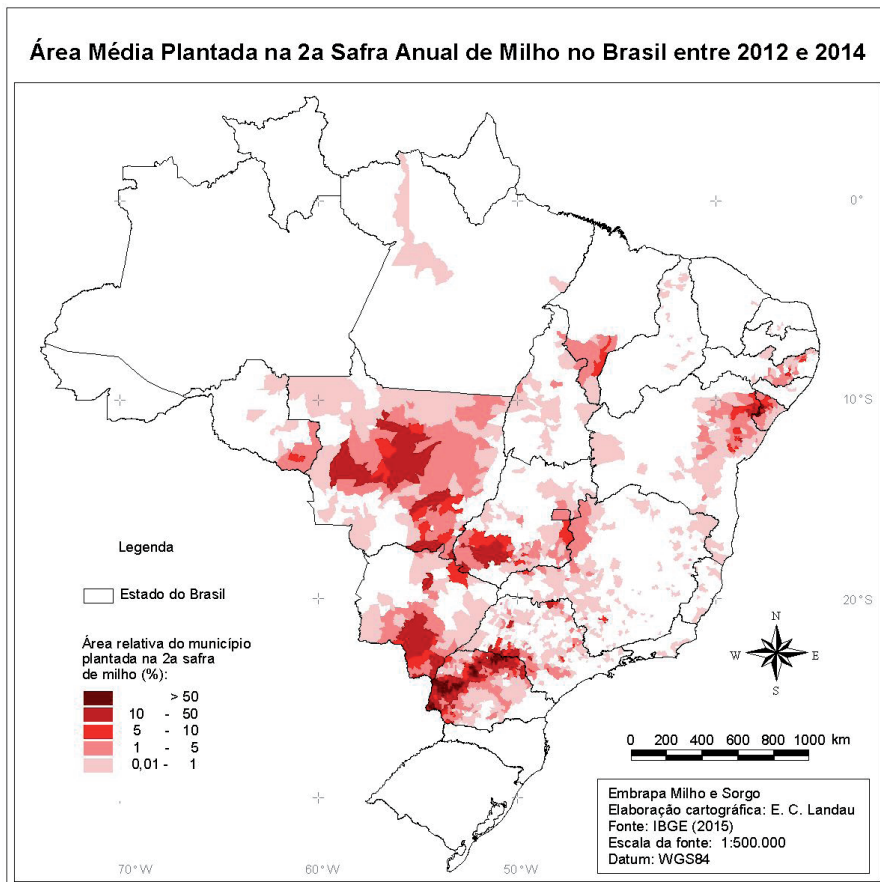 Área Média Plantada na 2a Safra Anual de Milho no Brasil entre 2012 e 2014
0°
10°S
20°S
Legenda
Estado do Brasil
Área relativa do município
plantada na 2a safra
de milho (%):
> 50
10 - 50
5 - 10
1 - 5
0,01 - 1
N
W E
S
0 200 400 600 800 1000 km
Embrapa Milho e Sorgo
Elaboração cartográfica: E. C. Landau
Fonte: IBGE (2015)
Escala da fonte: 1:500.000
Datum: WGS84
70°W 60°W 50°W